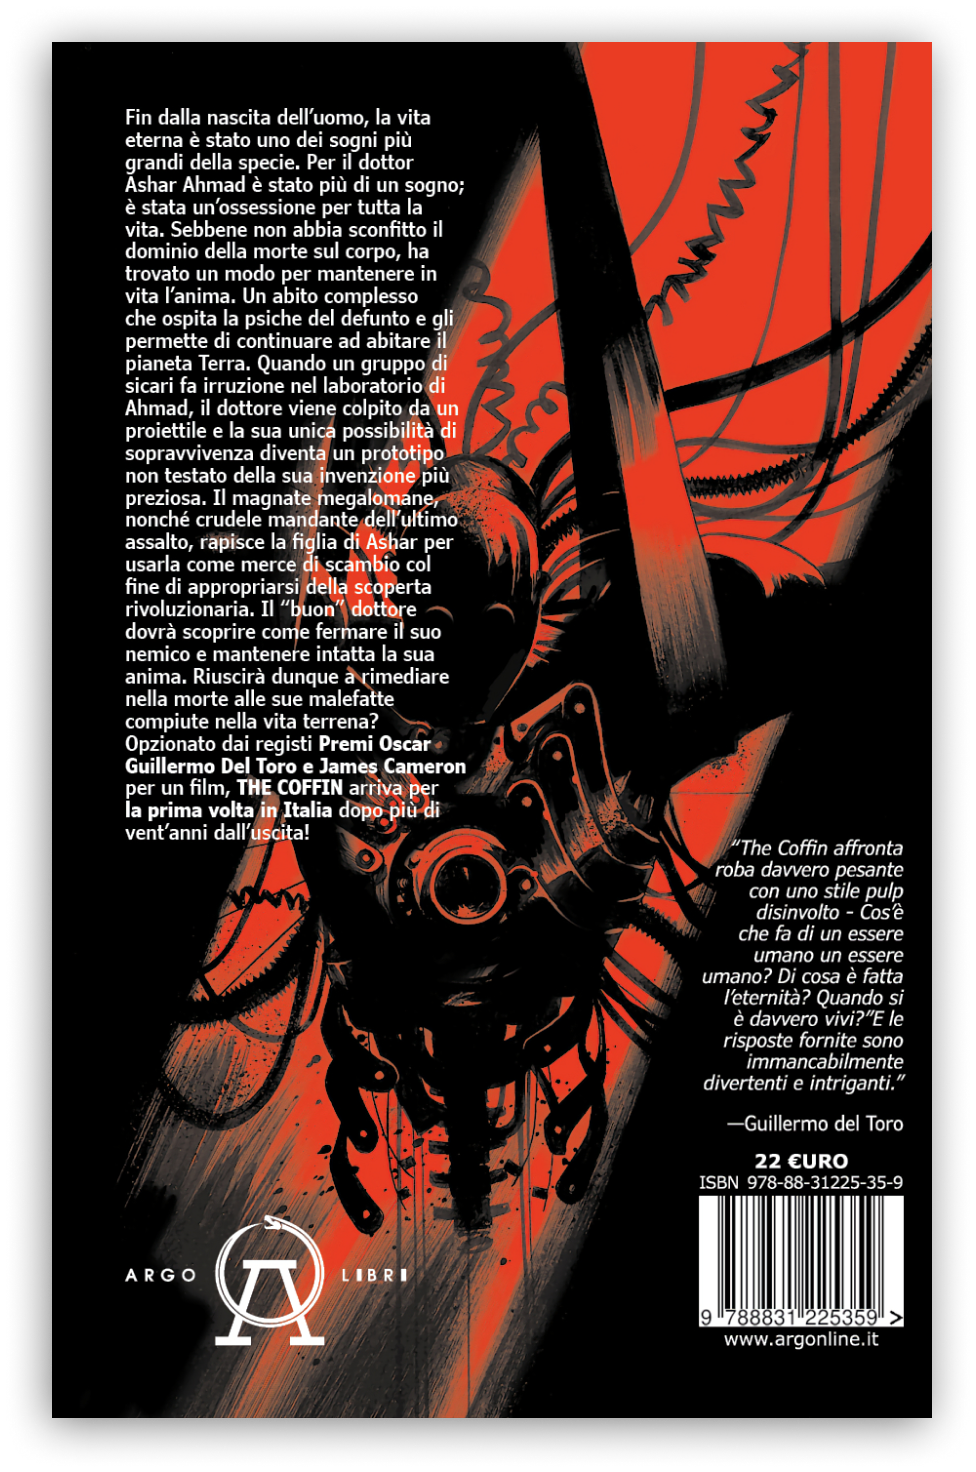 Fin dalla nascita dell’uomo, la vita
eterna è stato uno dei sogni più
grandi della specie. Per il dottor
Ashar Ahmad è stato più di un sogno;
è stata un’ossessione per tutta la
vita. Sebbene non abbia sconfitto il
dominio della morte sul corpo, ha
trovato un modo per mantenere in
vita l’anima. Un abito complesso
che ospita la psiche del defunto e gli
permette di continuare ad abitare il
pianeta Terra. Quando un gruppo di
sicari fa irruzione nel laboratorio di
Ahmad, il dottore viene colpito da un
proiettile e la sua unica possibilità di
sopravvivenza diventa un prototipo
non testato della sua invenzione più
preziosa. Il magnate megalomane,
nonché crudele mandante dell’ultimo
assalto, rapisce la figlia di Ashar per
usarla come merce di scambio col
fine di appropriarsi della scoperta
rivoluzionaria. Il “buon” dottore
dovrà scoprire come fermare il suo
nemico e mantenere intatta la sua
anima. Riuscirà dunque a rimediare
nella morte alle sue malefatte
compiute nella vita terrena?
Opzionato dai registi Premi Oscar
Guillermo Del Toro e James Cameron
per un film, THE COFFIN arriva per
la prima volta in Italia dopo più di
vent’anni dall’uscita!
“The Coffin affronta
roba davvero pesante
con uno stile pulp
disinvolto - Cos’è
che fa di un essere
umano un essere
umano? Di cosa è fatta
l’eternità? Quando si
è davvero vivi?”E le
risposte fornite sono
immancabilmente
divertenti e intriganti.”
—Guillermo del Toro
22 €URO
ISBN 978-88-31225-35-9
9 788831 225359 >
www.argonline.it
ARGO LIBRI